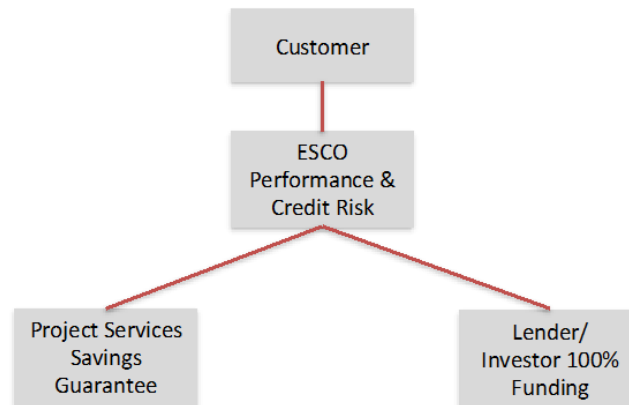 Customer
ESCO
Performance &
Credit Risk
Project Services
Savings
Guarantee
Lender/
Investor 100%
Funding